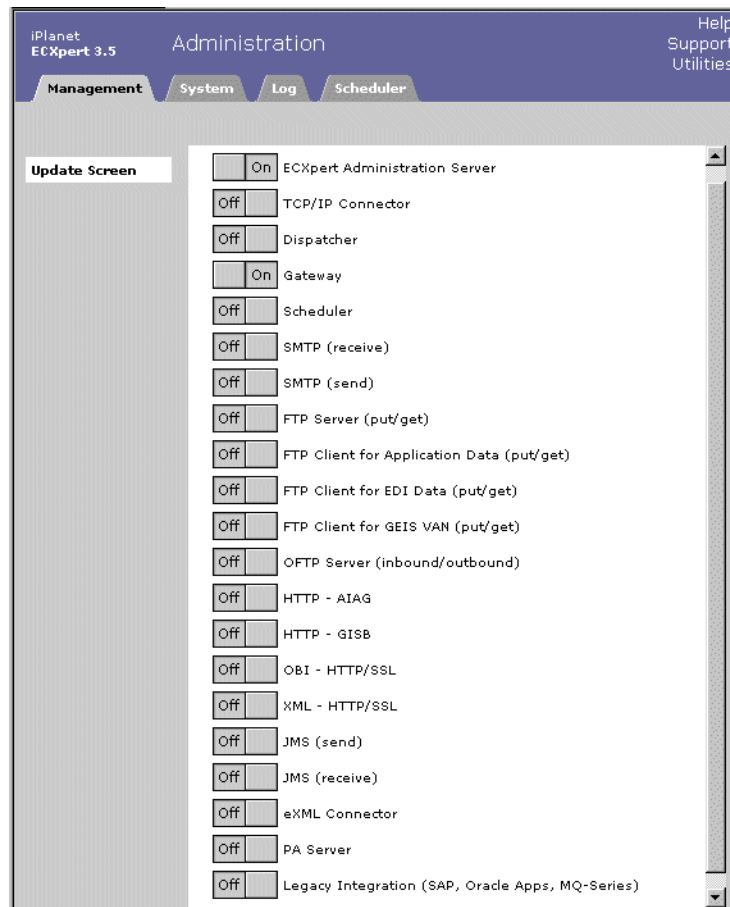 iPlanet
ECXpert 3.5
Administration
Help
Support
Utilities
Management
System
Log
Scheduler
Update Screen
On ECXpert Administration Server
Off TCP/IP Connector
Off Dispatcher
On Gateway
Off Scheduler
Off SMTP (receive)
Off SMTP (send)
Off FTP Server (put/get)
Off FTP Client for Application Data (put/get)
Off FTP Client for EDI Data (put/get)
Off FTP Client for GEIS VAN (put/get)
Off OFTP Server (inbound/outbound)
Off HTTP - AIAG
Off HTTP - GISB
Off OBI - HTTP/SSL
Off XML - HTTP/SSL
Off JMS (send)
Off JMS (receive)
Off eXML Connector
Off PA Server
Off Legacy Integration (SAP, Oracle Apps, MQ-Series)